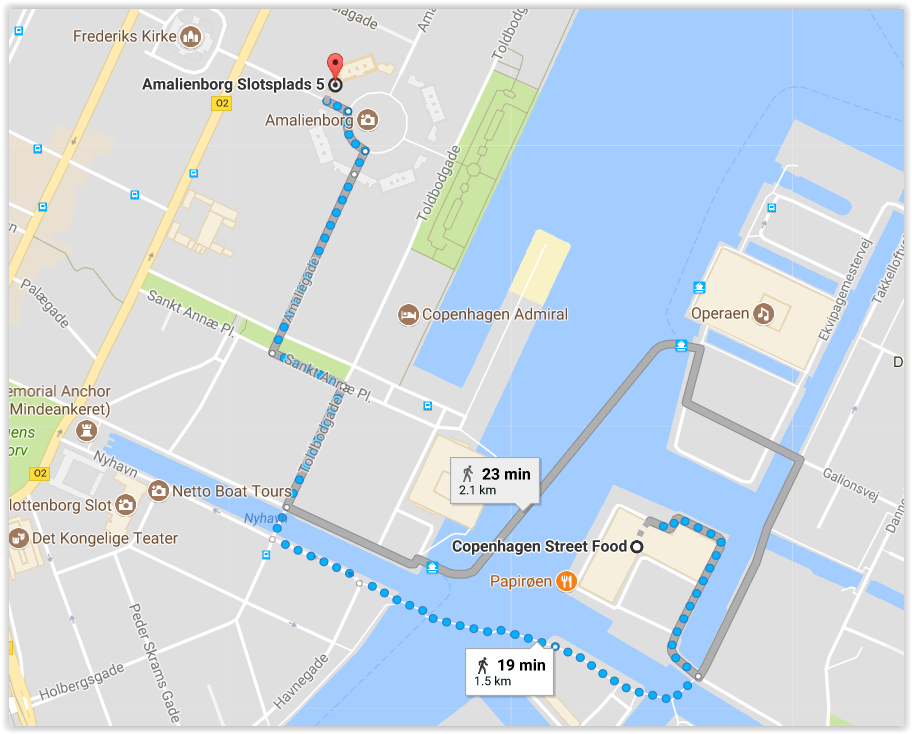 Frederiks Kirke
Toldbodgade
Amalienborg Slotsplads 5
O2
Amalienborg
Toldbodgade
Amaliegade
Sankt Annæ Pl.
Palægade
Copenhagen Admiral
Operaen
Ekvipagemestervej
Takkelloftvej
Sankt Annæ Pl.
D
emorial Anchor
Mindeankeret)
ens
orv
Toldbodgade
O2
Nyhavn
23 min
2.1 km
Galionsvej
Netto Boat Tours
lottenborg Slot
Nyhavn
Det Kongelige Teater
Copenhagen Street Food
Papirøen
19 min
1.5 km
Peder Skrams Gade
Holbergsgade
Havnegade